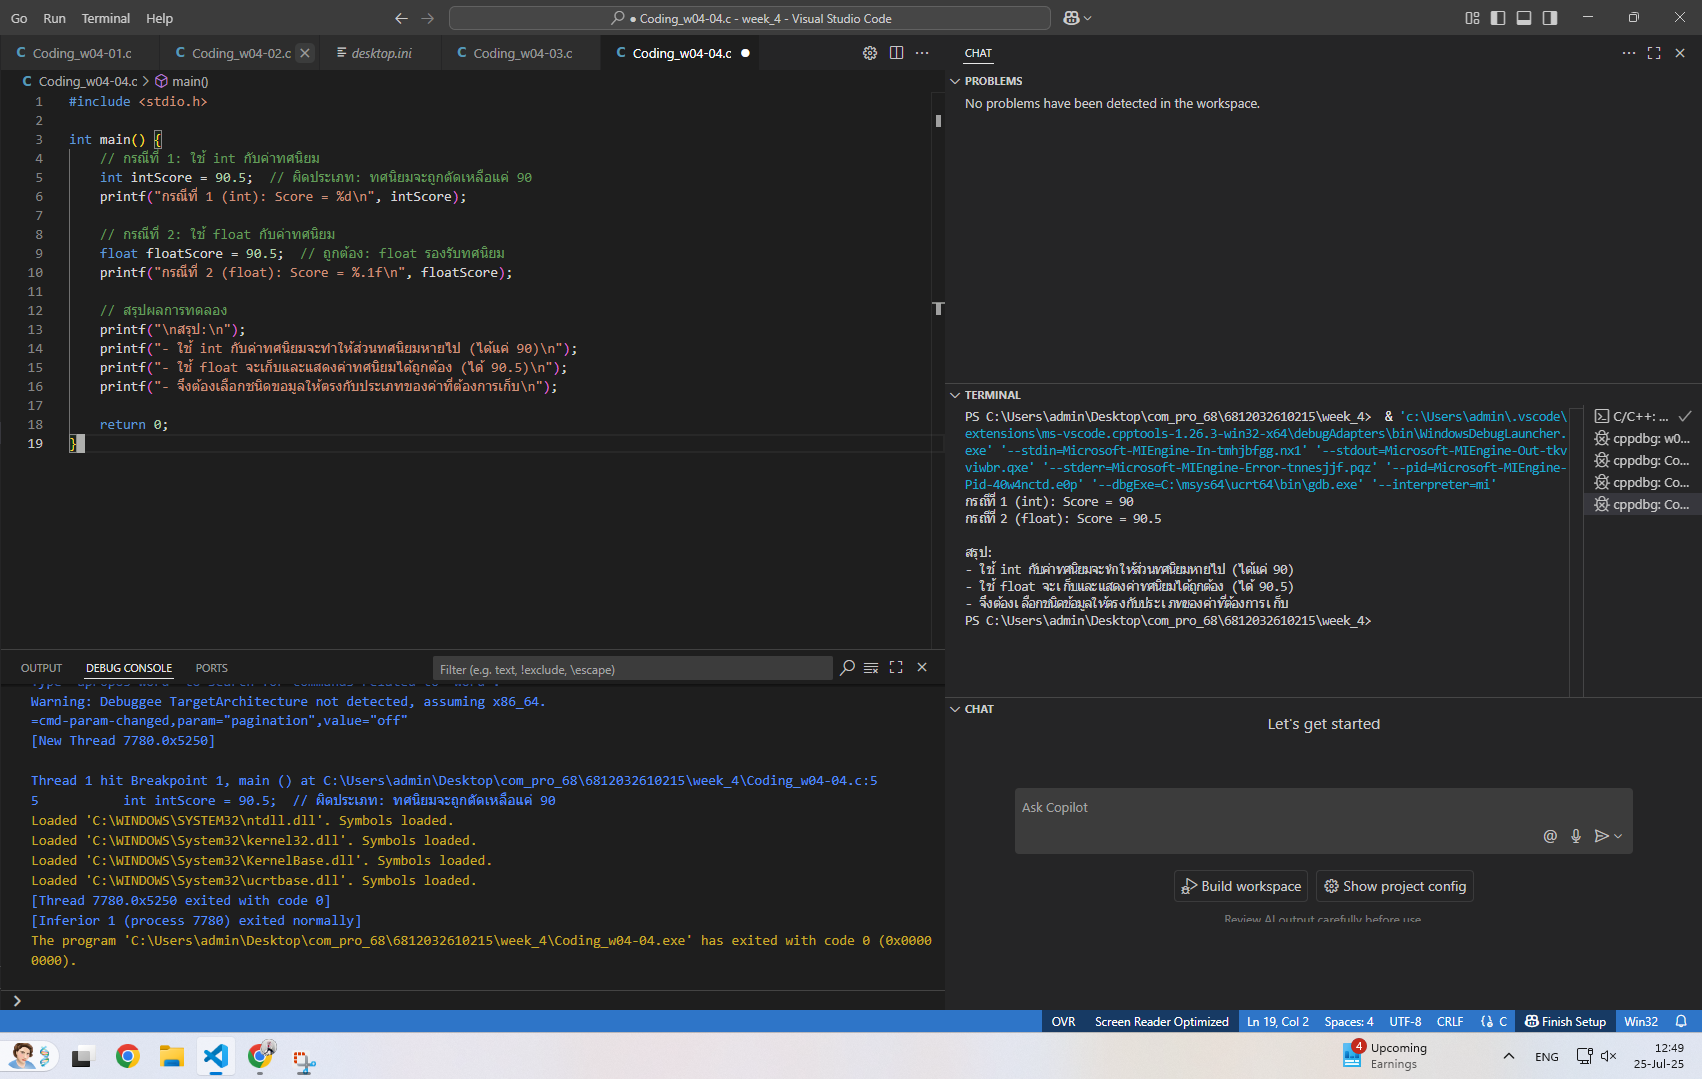 Go Run Terminal Help
● Coding_w04-04.c - week_4 - Visual Studio Code
C Coding_w04-01.c C Coding_w04-02.c desktop.ini C Coding_w04-03.c C Coding_w04-04.c
C Coding_w04-04.c > main()
1 #include <stdio.h>
2
3 int main() {
4 // กรณีที่ 1: ใช้ int กับค่าทศนิยม
5 int intScore = 90.5; // ผิดประเภท: ทศนิยมจะถูกตัดเหลือแค่ 90
6 printf("กรณีที่ 1 (int): Score = %d\n", intScore);
7
8 // กรณีที่ 2: ใช้ float กับค่าทศนิยม
9 float floatScore = 90.5; // ถูกต้อง: float รองรับทศนิยม
10 printf("กรณีที่ 2 (float): Score = %.1f\n", floatScore);
11
12 // สรุปผลการทดลอง
13 printf("\nสรุป:\n");
14 printf("- ใช้ int กับค่าทศนิยมจะทำให้ส่วนทศนิยมหายไป (ได้แค่ 90)\n");
15 printf("- ใช้ float จะเก็บและแสดงค่าทศนิยมได้ถูกต้อง (ได้ 90.5)\n");
16 printf("- จึงต้องเลือกชนิดข้อมูลให้ตรงกับประเภทของค่าที่ต้องการเก็บ\n");
17
18 return 0;
19 }
OUTPUT DEBUG CONSOLE PORTS
Filter (e.g. text, !exclude, \escape)
Warning: Debuggee TargetArchitecture not detected, assuming x86_64.
=cmd-param-changed,param="pagination",value="off"
[New Thread 7780.0x5250]
Thread 1 hit Breakpoint 1, main () at C:\Users\admin\Desktop\com_pro_68\6812032610215\week_4\Coding_w04-04.c:5
5 int intScore = 90.5; // ผิดประเภท: ทศนิยมจะถูกตัดเหลือแค่ 90
Loaded 'C:\WINDOWS\SYSTEM32\ntdll.dll'. Symbols loaded.
Loaded 'C:\WINDOWS\System32\kernel32.dll'. Symbols loaded.
Loaded 'C:\WINDOWS\System32\KernelBase.dll'. Symbols loaded.
Loaded 'C:\WINDOWS\System32\ucrtbase.dll'. Symbols loaded.
[Thread 7780.0x5250 exited with code 0]
[Inferior 1 (process 7780) exited normally]
The program 'C:\Users\admin\Desktop\com_pro_68\6812032610215\week_4\Coding_w04-04.exe' has exited with code 0 (0x0000
0000).
CHAT
PROBLEMS
No problems have been detected in the workspace.
TERMINAL
PS C:\Users\admin\Desktop\com_pro_68\6812032610215\week_4> & 'c:\Users\admin\.vscode\
extensions\ms-vscode.cpptools-1.26.3-win32-x64\debugAdapters\bin\WindowsDebugLauncher.
exe' '--stdin=Microsoft-MIEngine-In-tmhjbfgg.nx1' '--stdout=Microsoft-MIEngine-Out-tkv
viwbr.qxe' '--stderr=Microsoft-MIEngine-Error-tnnesjjf.pqz' '--pid=Microsoft-MIEngine-
Pid-40w4nctd.e0p' '--dbgExe=C:\msys64\ucrt64\bin\gdb.exe' '--interpreter=mi'
กรณีที่ 1 (int): Score = 90
กรณีที่ 2 (float): Score = 90.5
สรุป:
- ใช้ int กับค่าทศนิยมจะทำให้ส่วนทศนิยมหายไป (ได้แค่ 90)
- ใช้ float จะเก็บและแสดงค่าทศนิยมได้ถูกต้อง (ได้ 90.5)
- จึงต้องเลือกชนิดข้อมูลให้ตรงกับประเภทของค่าที่ต้องการเก็บ
PS C:\Users\admin\Desktop\com_pro_68\6812032610215\week_4>
C/C++: ...
cppdbg: w0...
cppdbg: Co...
cppdbg: Co...
cppdbg: Co...
CHAT
Let's get started
Ask Copilot
Build workspace Show project config
Review AI output carefully before use.
OVR Screen Reader Optimized Ln 19, Col 2 Spaces: 4 UTF-8 CRLF C Finish Setup Win32
4 Upcoming
Earnings
ENG
12:49
25-Jul-25